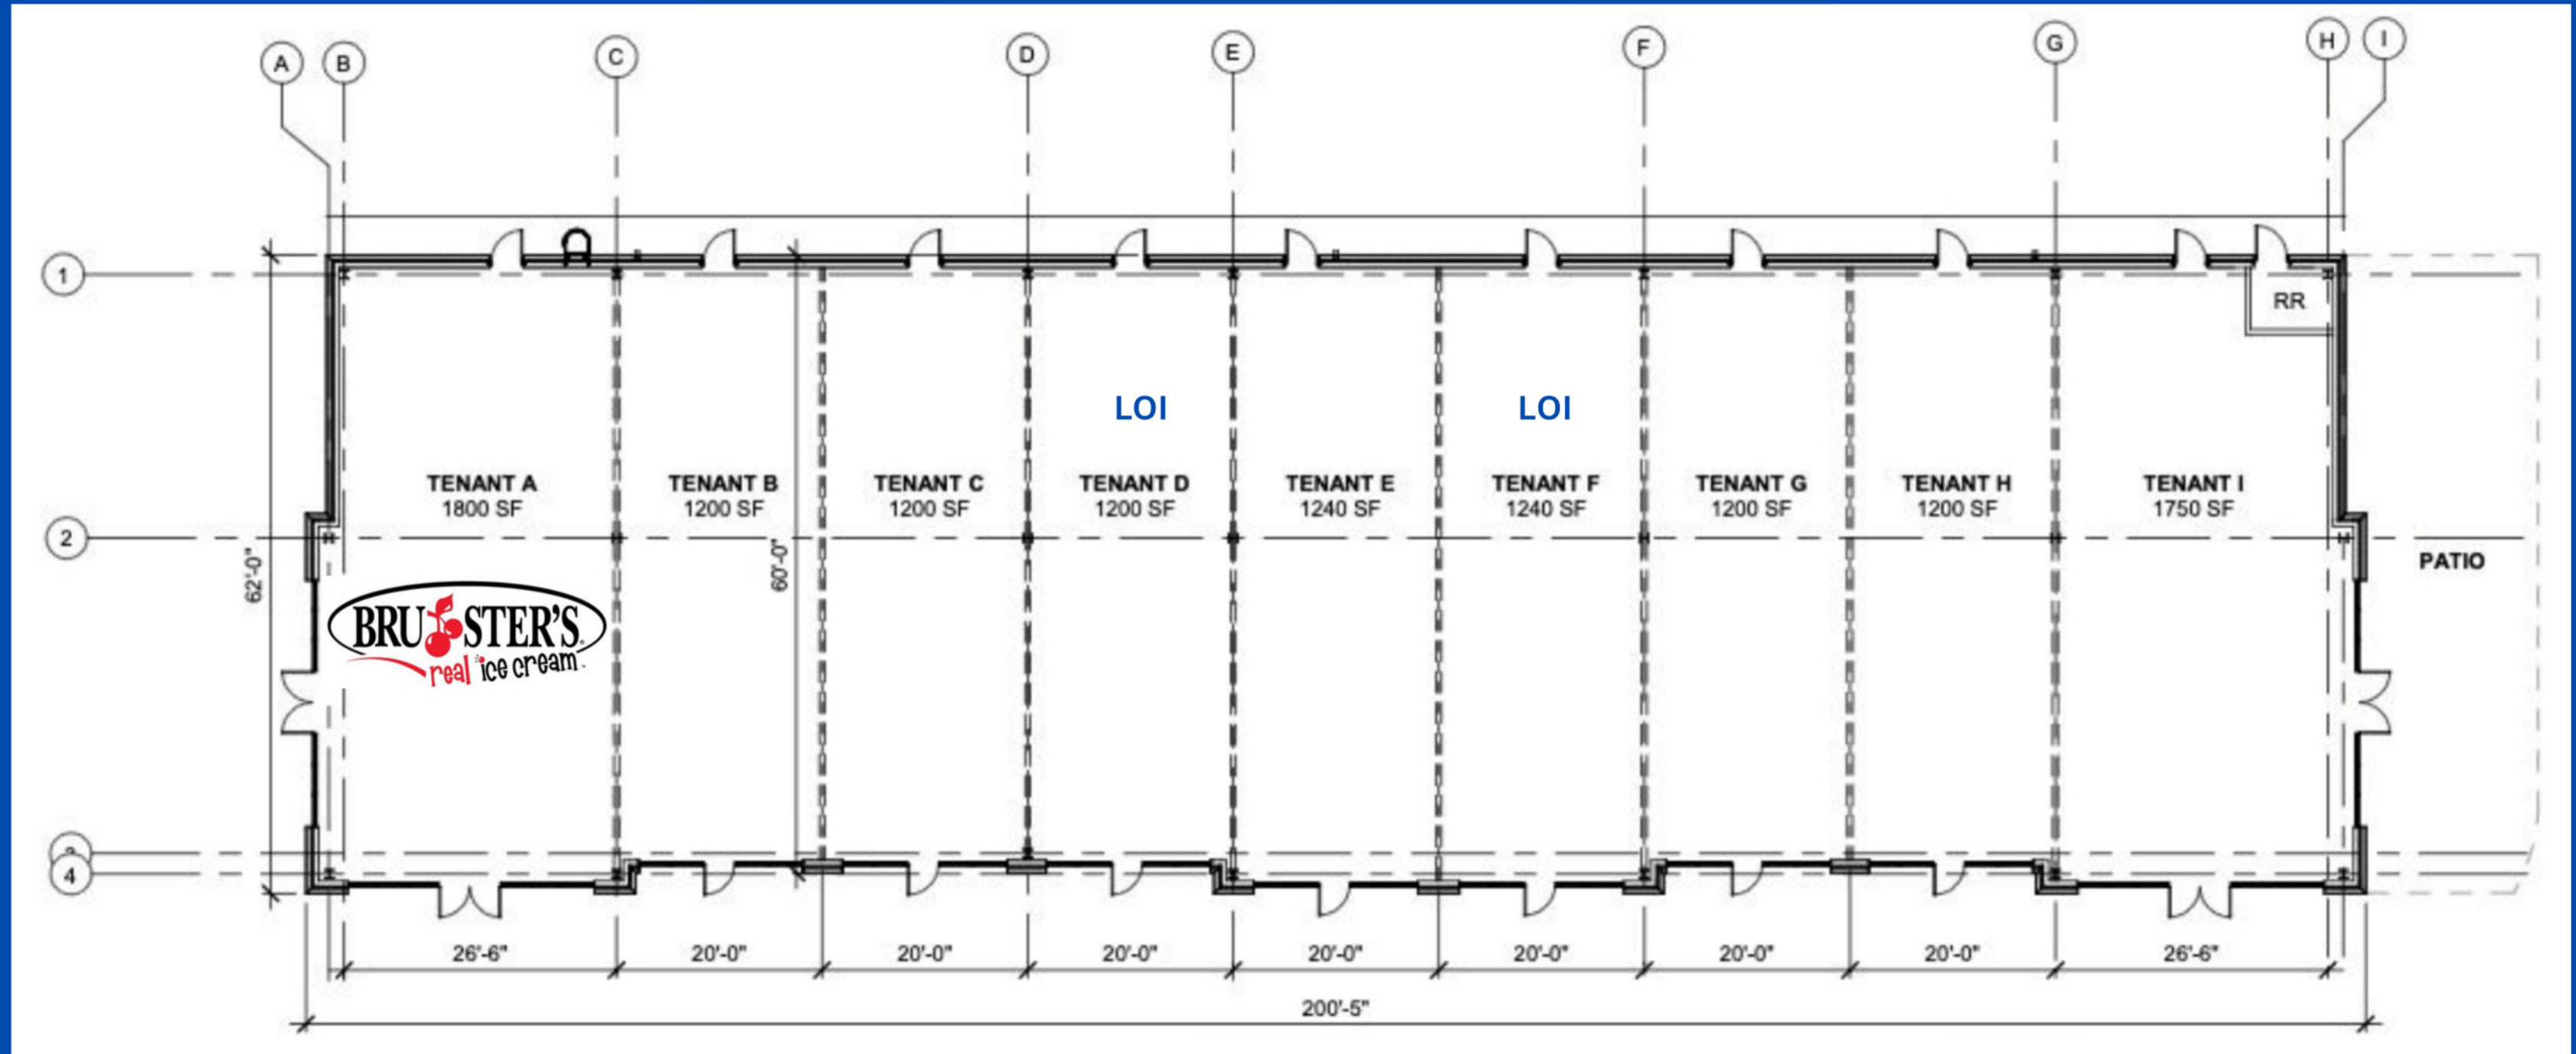 A B C D E F G H I
1
RR
LOI LOI
TENANT A TENANT B TENANT C TENANT D TENANT E TENANT F TENANT G TENANT H TENANT I
1800 SF 1200 SF 1200 SF 1200 SF 1240 SF 1240 SF 1200 SF 1200 SF 1750 SF
2
PATIO
62'-0"
60'-0"
BRUSTER'S
real ice cream
4
26'-6" 20'-0" 20'-0" 20'-0" 20'-0" 20'-0" 20'-0" 20'-0" 26'-6"
200'-5"